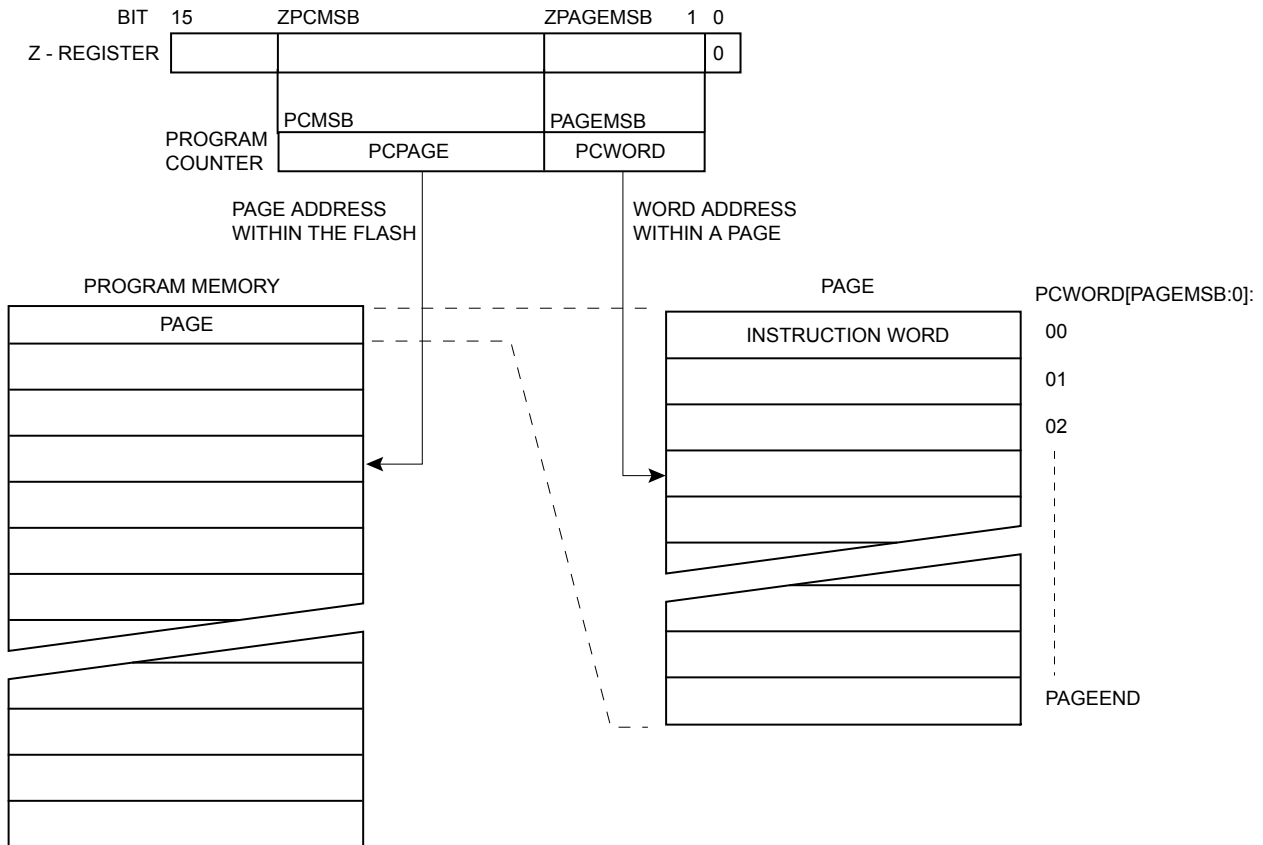 BIT 15 ZPCMSB ZPAGEMSB 1 0
Z - REGISTER 0
PCMSB PAGEMSB
PROGRAM
COUNTER
PCPAGE PCWORD
PAGE ADDRESS
WITHIN THE FLASH
WORD ADDRESS
WITHIN A PAGE
PROGRAM MEMORY
PAGE
PAGE
INSTRUCTION WORD
PCWORD[PAGEMSB:0]:
00
01
02
PAGEEND